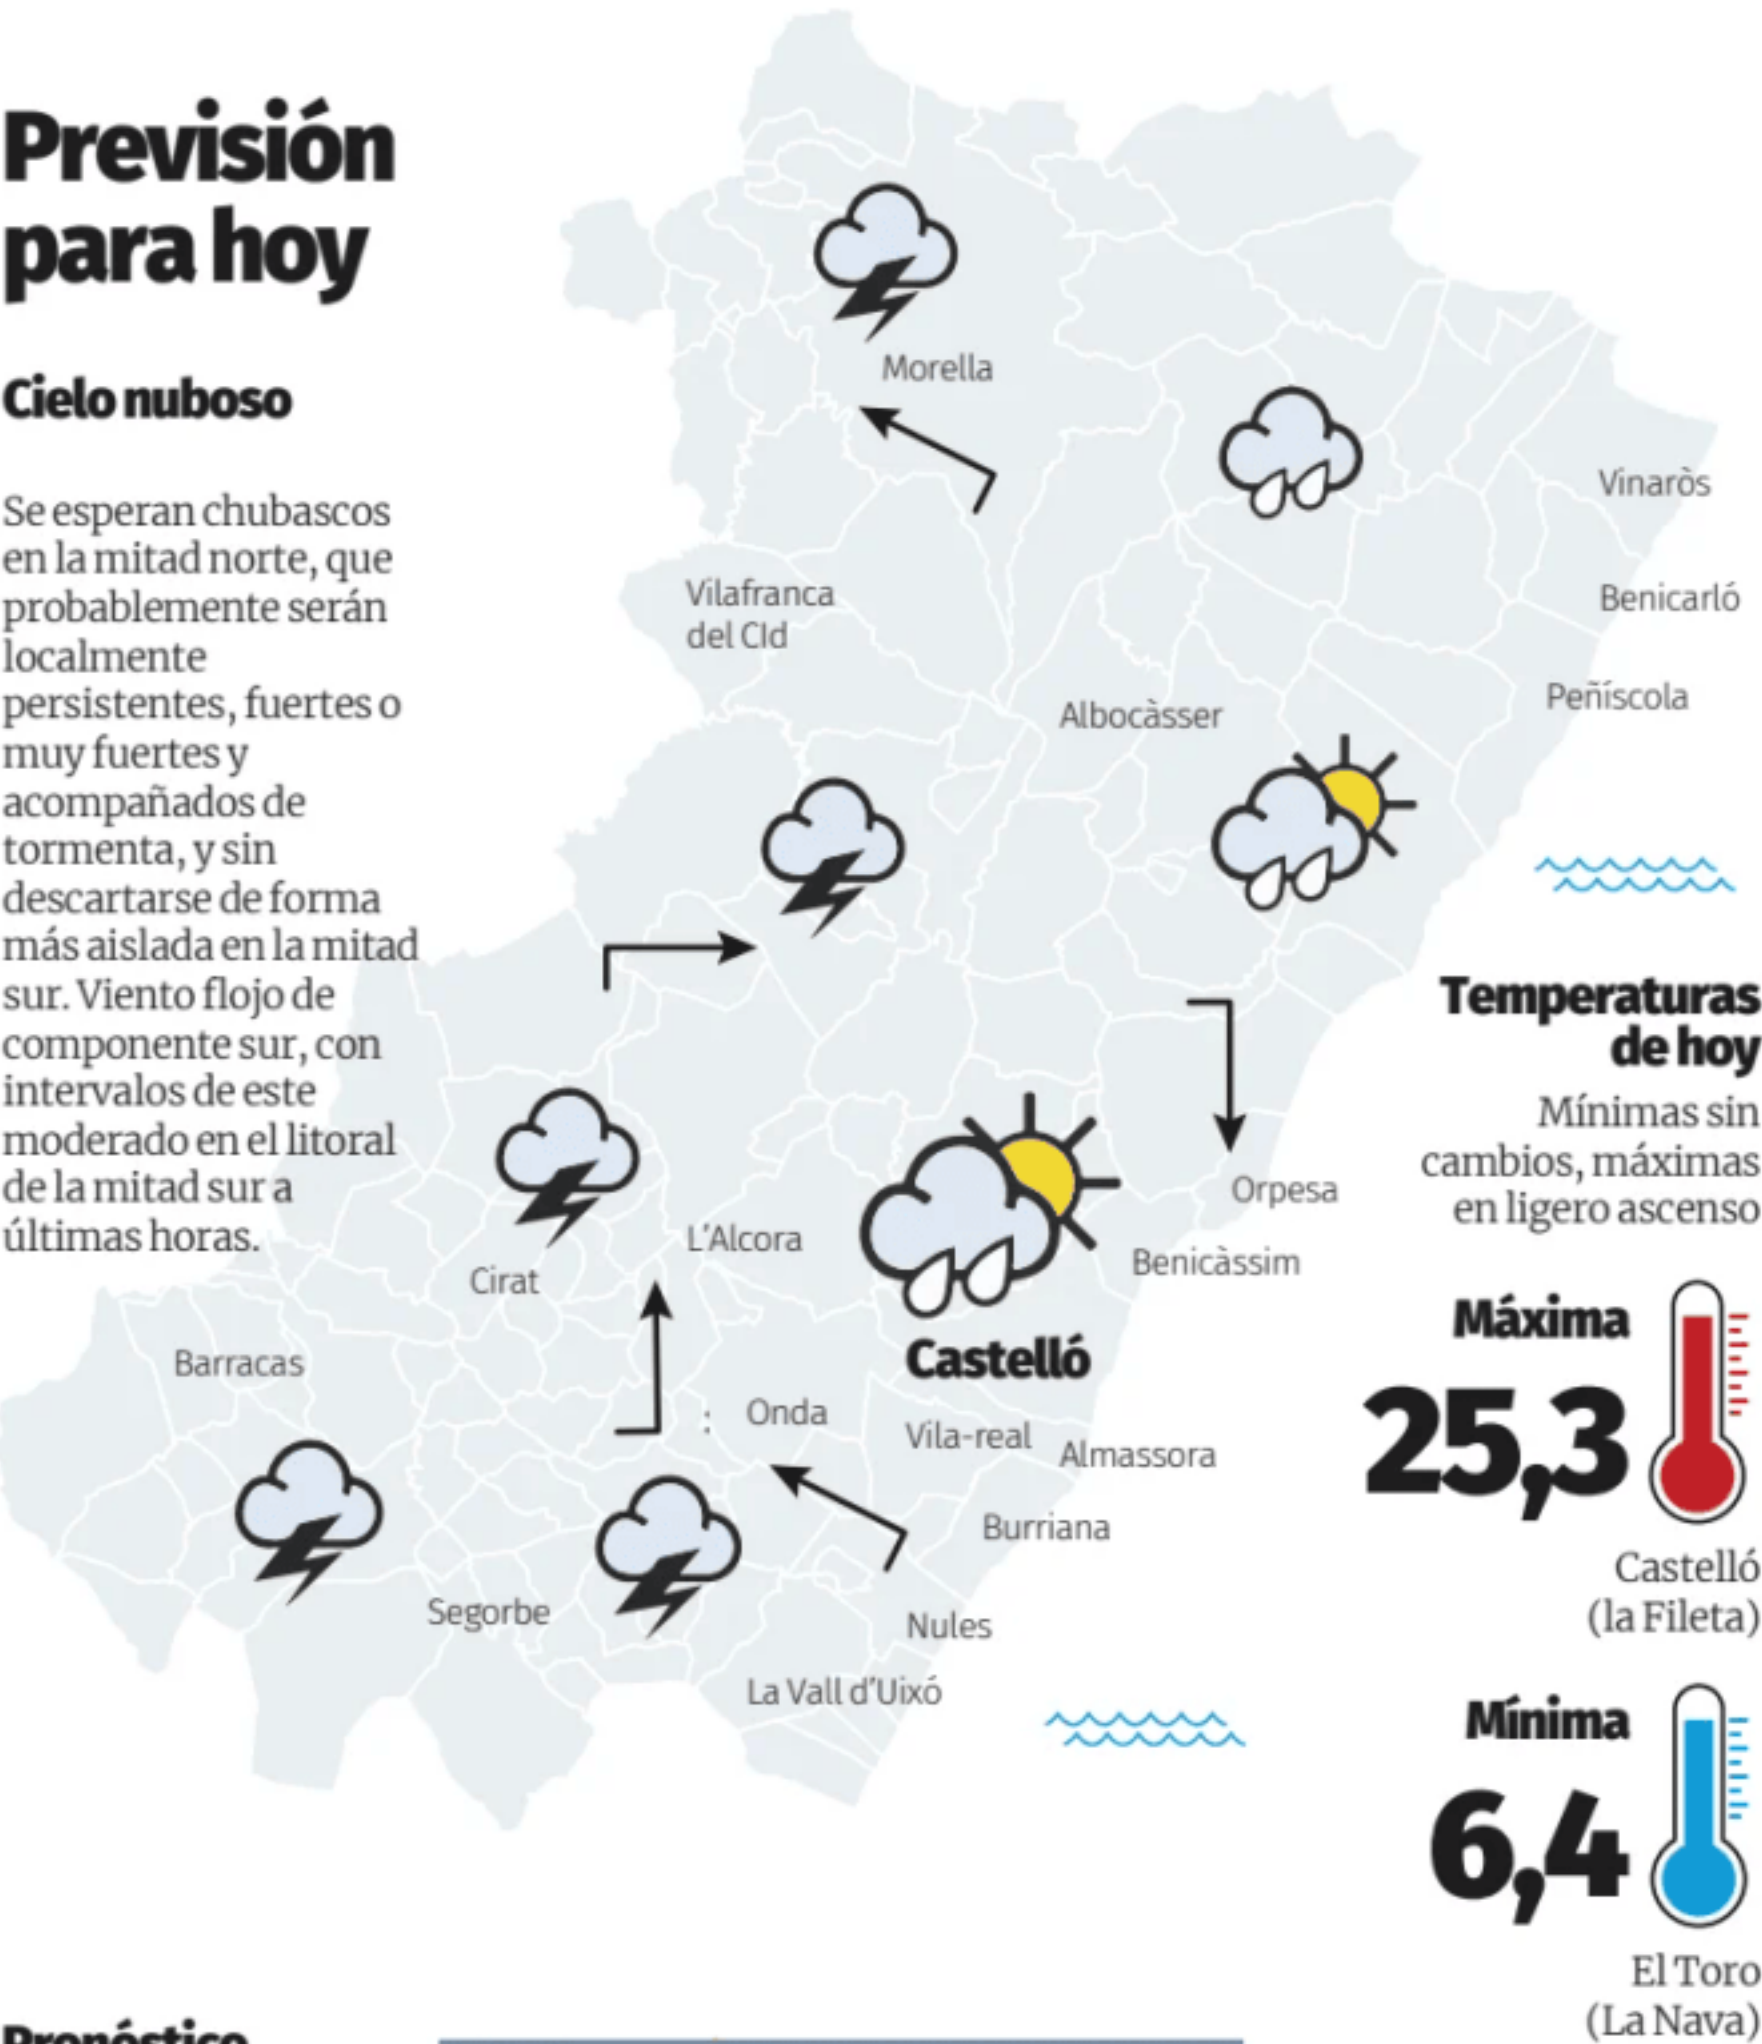 Previsión
para hoy
Cielo nuboso
Se esperan chubascos
en la mitad norte, que
probablemente serán
localmente
persistentes, fuertes o
muy fuertes y
acompañados de
tormenta, y sin
descartarse de forma
más aislada en la mitad
sur. Viento flojo de
componente sur, con
intervalos de este
moderado en el litoral
de la mitad sur a
últimas horas.
Morella
Vinaròs
Vilafranca
del CId
Benicarló
Peñíscola
Albocàsser
Orpesa
L'Alcora
Benicàssim
Cirat
Castelló
Barracas
: Onda
Vila-real
Almassora
Burriana
Segorbe
Nules
La Vall d'Uixó
Temperaturas
de hoy
Mínimas sin
cambios, máximas
en ligero ascenso
Máxima
25,3
Castelló
(la Fileta)
Mínima
6,4
El Toro
(La Nava)
Pronóstico